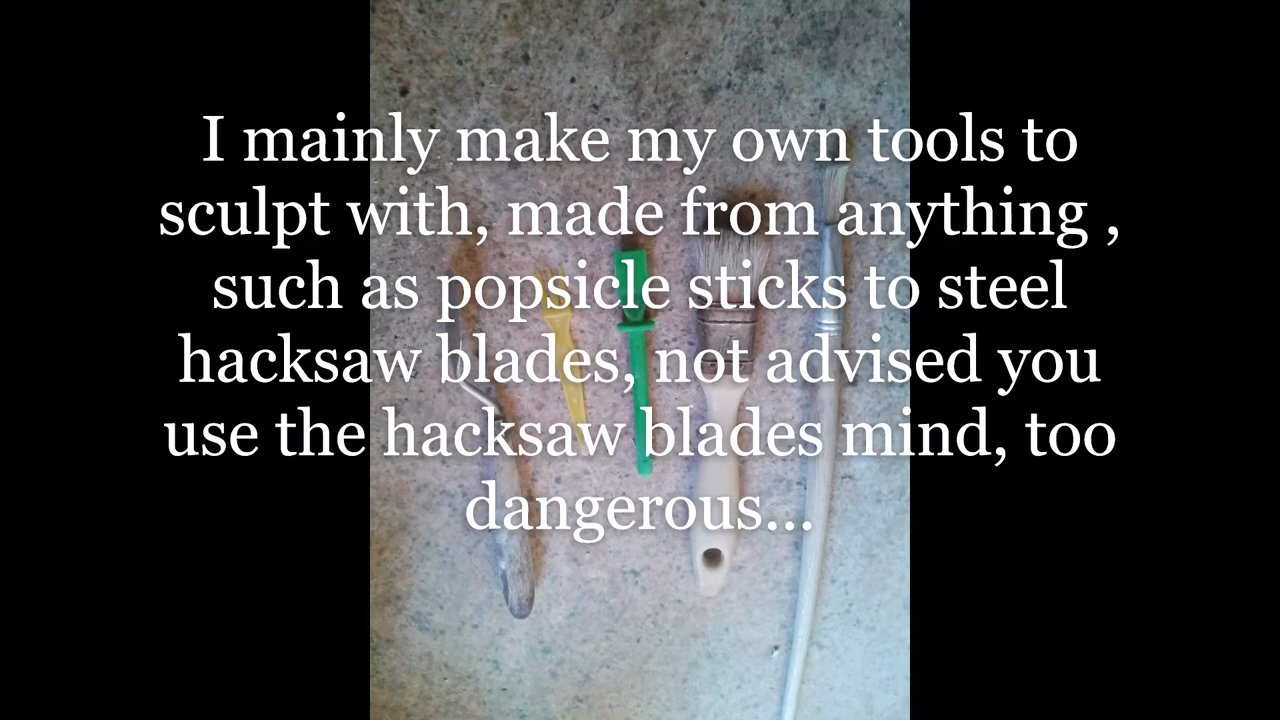 I mainly make my own tools to
sculpt with, made from anything ,
such as popsicle sticks to steel
hacksaw blades, not advised you
use the hacksaw blades mind, too
dangerous...